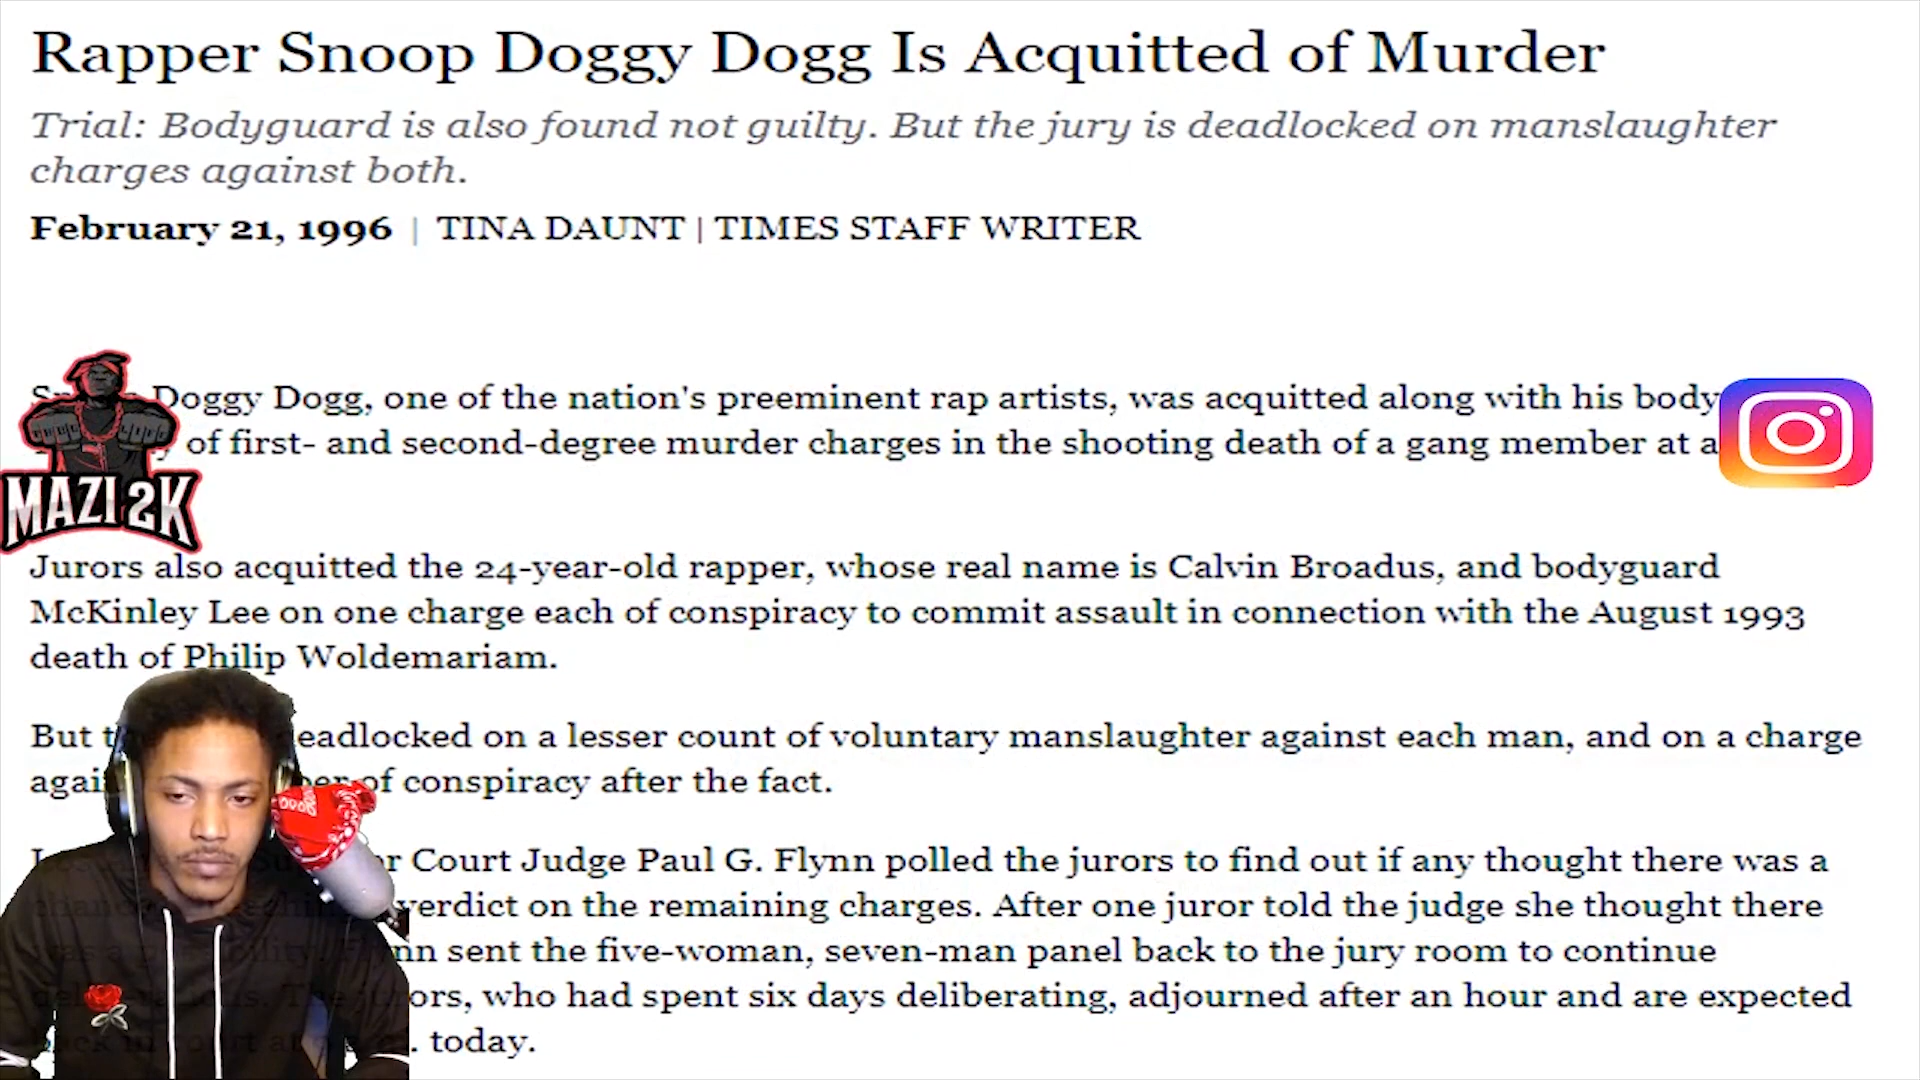 Rapper Snoop Doggy Dogg Is Acquitted of Murder
Trial: Bodyguard is also found not guilty. But the jury is deadlocked on manslaughter
charges against both.
February 21, 1996 | TINA DAUNT | TIMES STAFF WRITER
Doggy Dogg, one of the nation's preeminent rap artists, was acquitted along with his body
of first- and second-degree murder charges in the shooting death of a gang member at a
MAZI 2K
Jurors also acquitted the 24-year-old rapper, whose real name is Calvin Broadus, and bodyguard
McKinley Lee on one charge each of conspiracy to commit assault in connection with the August 1993
death of Philip Woldemariam.
But eadlocked on a lesser count of voluntary manslaughter against each man, and on a charge
of conspiracy after the fact.
Court Judge Paul G. Flynn polled the jurors to find out if any thought there was a
verdict on the remaining charges. After one juror told the judge she thought there
was a sent the five-woman, seven-man panel back to the jury room to continue
who had spent six days deliberating, adjourned after an hour and are expected
today.